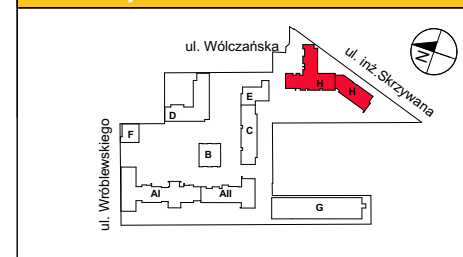 ul. Wólczańska
ul. inż.Skrzywana
N
H
H
E
D
C
F
B
ul. Wróblewskiego
AI
AII
G